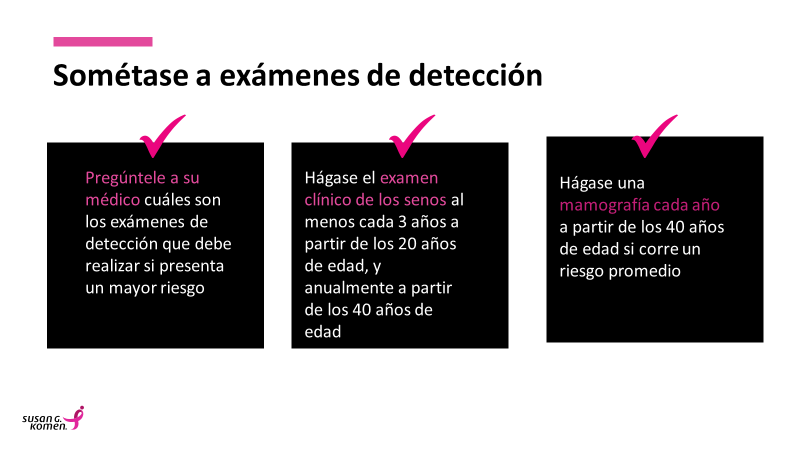 Sométase a exámenes de detección
Pregúntele a su
médico cuáles son
los exámenes de
detección que debe
realizar si presenta
un mayor riesgo
Hágase el examen
clínico de los senos al
menos cada 3 años a
partir de los 20 años
de edad, y
anualmente a partir
de los 40 años de
edad
Hágase una
mamografía cada año
a partir de los 40 años
de edad si corre un
riesgo promedio
susan g.
komen.